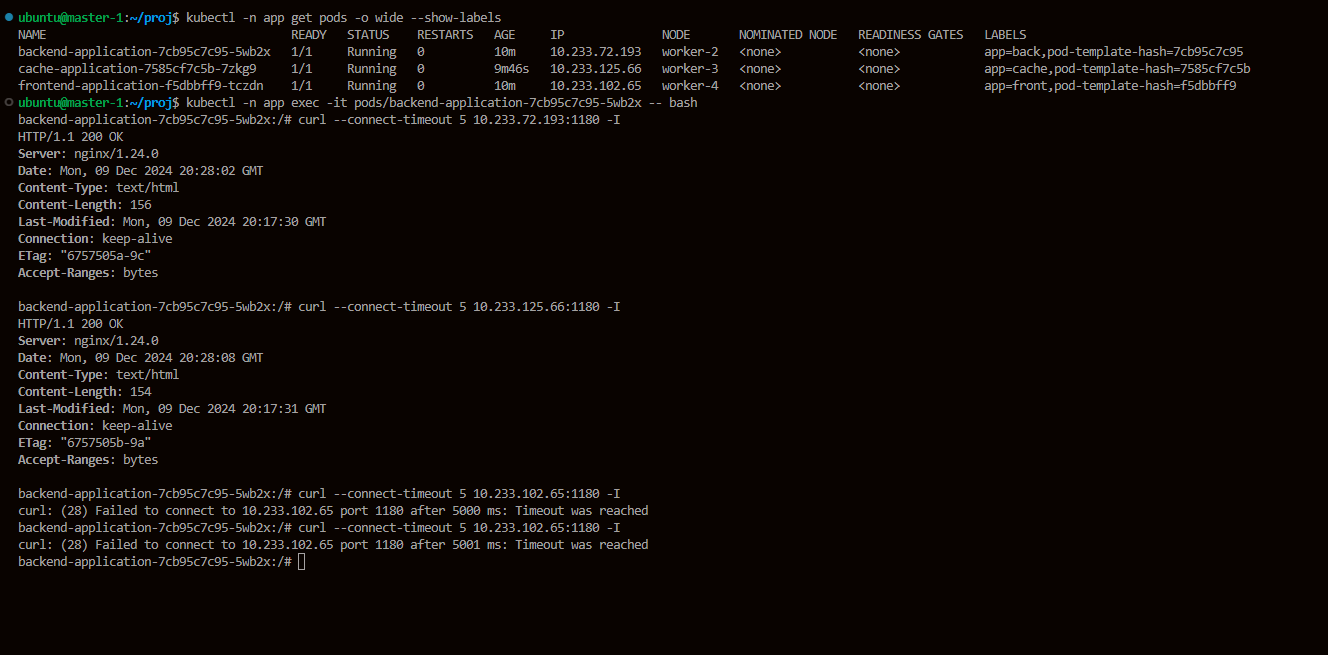 ubuntu@master-1:~/proj$ kubectl -n app get pods -o wide --show-labels
NAME READY STATUS RESTARTS AGE IP NODE NOMINATED NODE READINESS GATES LABELS
backend-application-7cb95c7c95-5wb2x 1/1 Running 0 10m 10.233.72.193 worker-2 <none> <none> app=back,pod-template-hash=7cb95c7c95
cache-application-7585cf7c5b-7zkg9 1/1 Running 0 9m46s 10.233.125.66 worker-3 <none> <none> app=cache,pod-template-hash=7585cf7c5b
frontend-application-f5dbbff9-tczdn 1/1 Running 0 10m 10.233.102.65 worker-4 <none> <none> app=front,pod-template-hash=f5dbbff9
ubuntu@master-1:~/proj$ kubectl -n app exec -it pods/backend-application-7cb95c7c95-5wb2x -- bash
backend-application-7cb95c7c95-5wb2x:/# curl --connect-timeout 5 10.233.72.193:1180 -I
HTTP/1.1 200 OK
Server: nginx/1.24.0
Date: Mon, 09 Dec 2024 20:28:02 GMT
Content-Type: text/html
Content-Length: 156
Last-Modified: Mon, 09 Dec 2024 20:17:30 GMT
Connection: keep-alive
ETag: "6757505a-9c"
Accept-Ranges: bytes
backend-application-7cb95c7c95-5wb2x:/# curl --connect-timeout 5 10.233.125.66:1180 -I
HTTP/1.1 200 OK
Server: nginx/1.24.0
Date: Mon, 09 Dec 2024 20:28:08 GMT
Content-Type: text/html
Content-Length: 154
Last-Modified: Mon, 09 Dec 2024 20:17:31 GMT
Connection: keep-alive
ETag: "6757505b-9a"
Accept-Ranges: bytes
backend-application-7cb95c7c95-5wb2x:/# curl --connect-timeout 5 10.233.102.65:1180 -I
curl: (28) Failed to connect to 10.233.102.65 port 1180 after 5000 ms: Timeout was reached
backend-application-7cb95c7c95-5wb2x:/# curl --connect-timeout 5 10.233.102.65:1180 -I
curl: (28) Failed to connect to 10.233.102.65 port 1180 after 5001 ms: Timeout was reached
backend-application-7cb95c7c95-5wb2x:/#